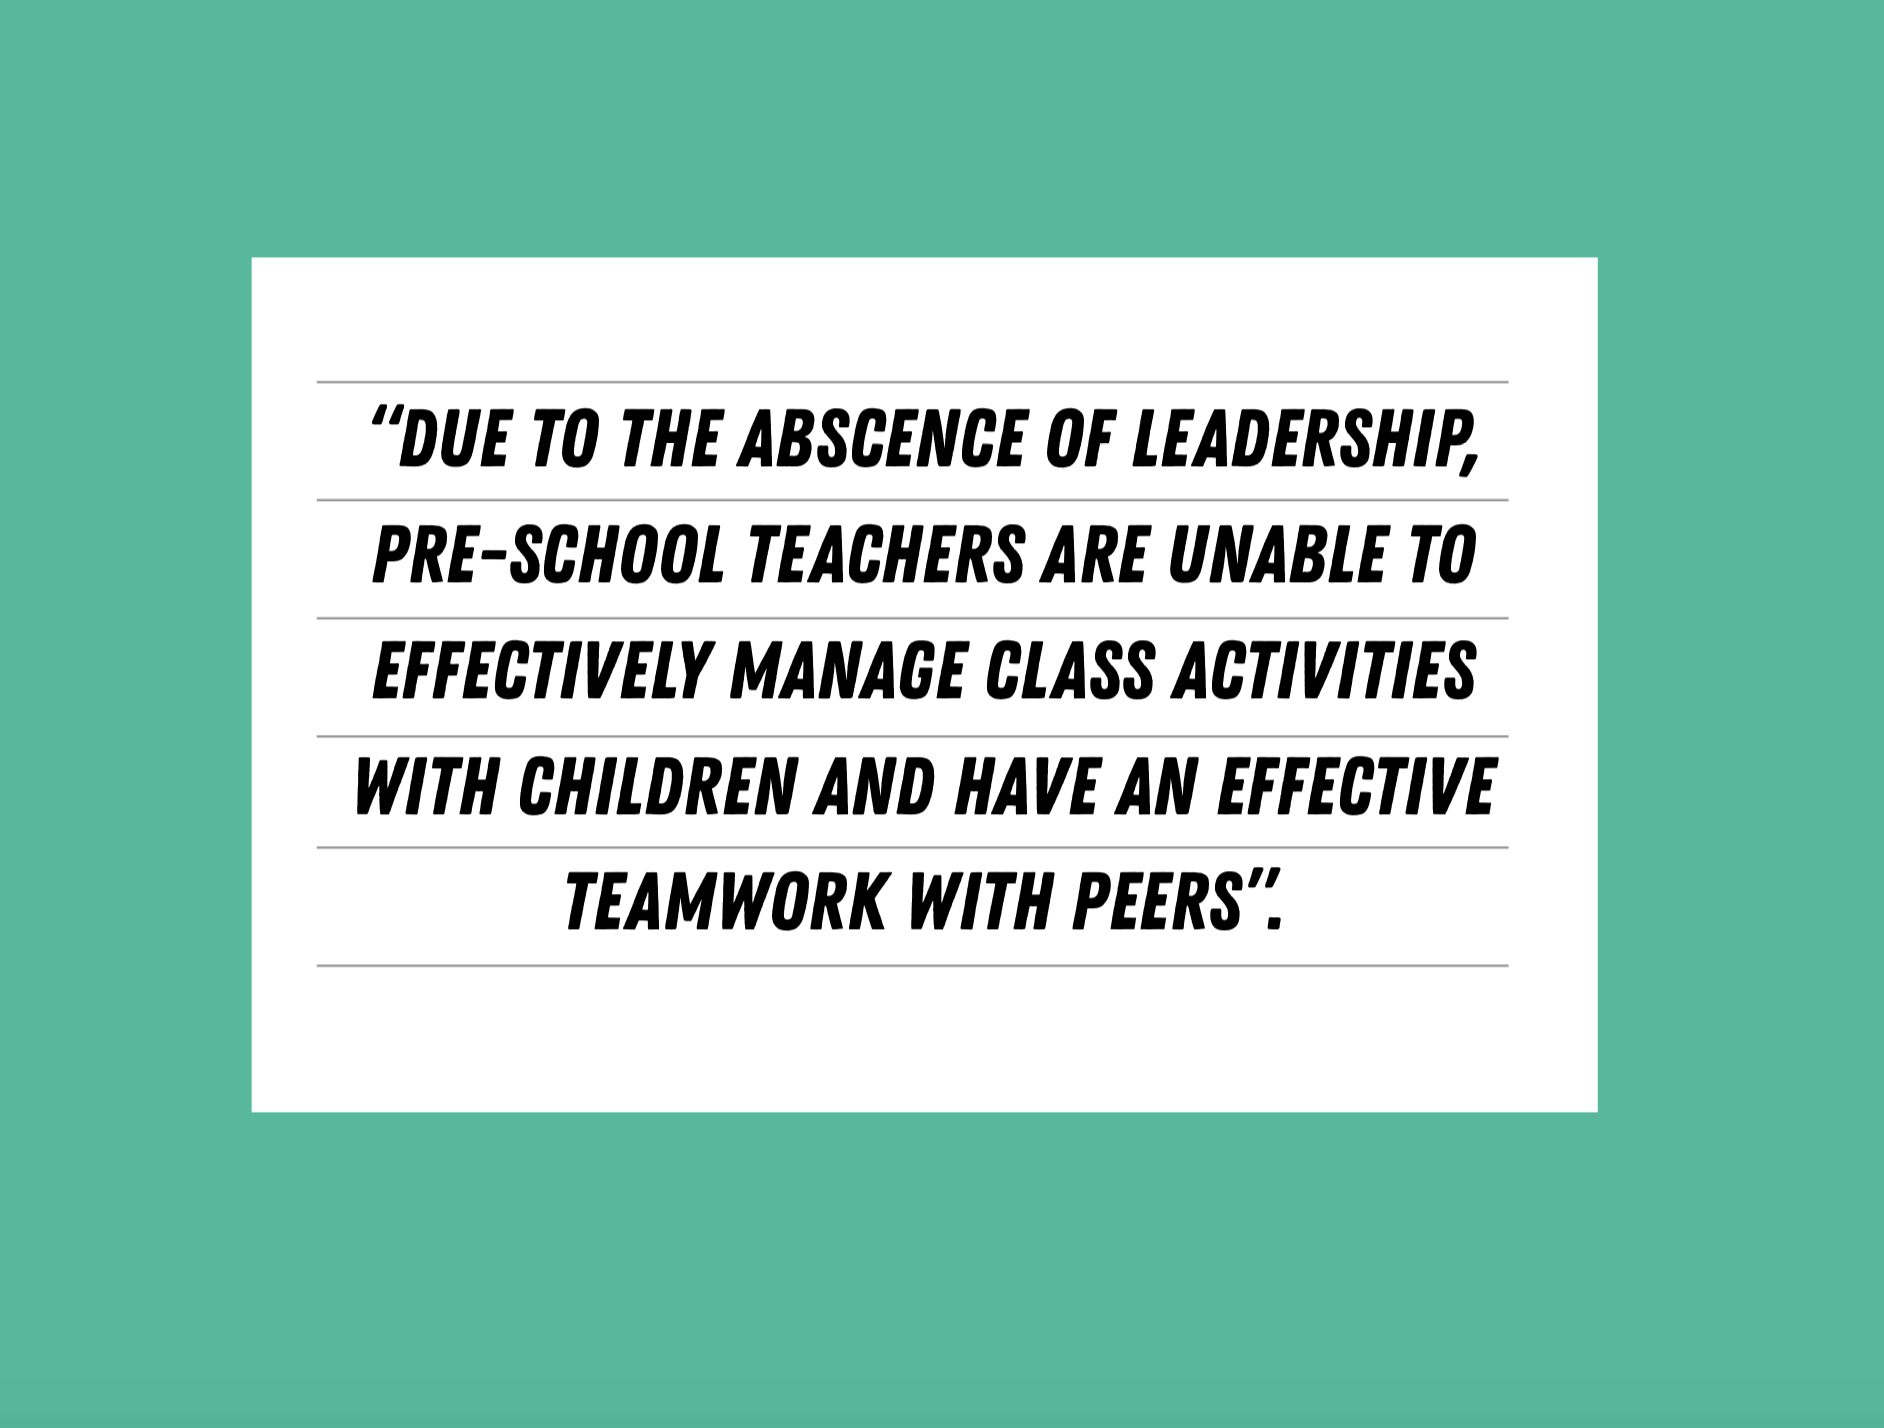 “DUE TO THE ABSCENCE OF LEADERSHIP,
PRE-SCHOOL TEACHERS ARE UNABLE TO
EFFECTIVELY MANAGE CLASS ACTIVITIES
WITH CHILDREN AND HAVE AN EFFECTIVE
TEAMWORK WITH PEERS”.